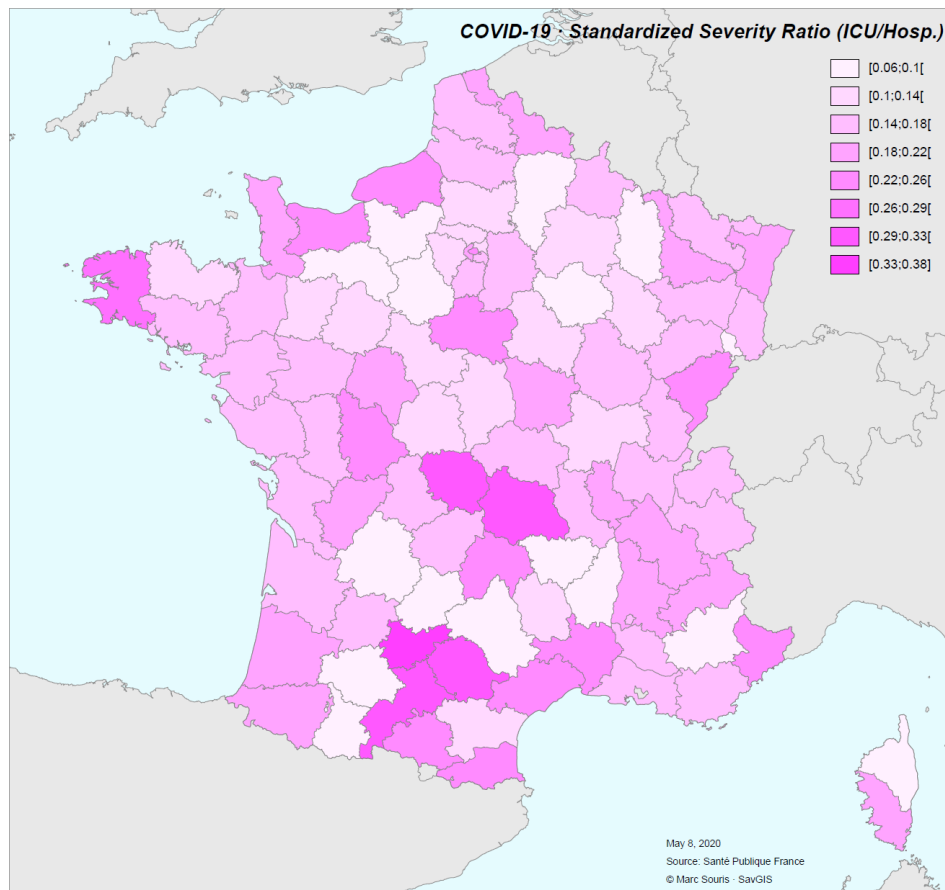 COVID-19 · Standardized Severity Ratio (ICU/Hosp.)
[0.06;0.1[
[0.1;0.14[
[0.14;0.18[
[0.18;0.22[
[0.22;0.26[
[0.26;0.29[
[0.29;0.33[
[0.33;0.38]
May 8, 2020
Source: Santé Publique France
© Marc Souris · SavGIS